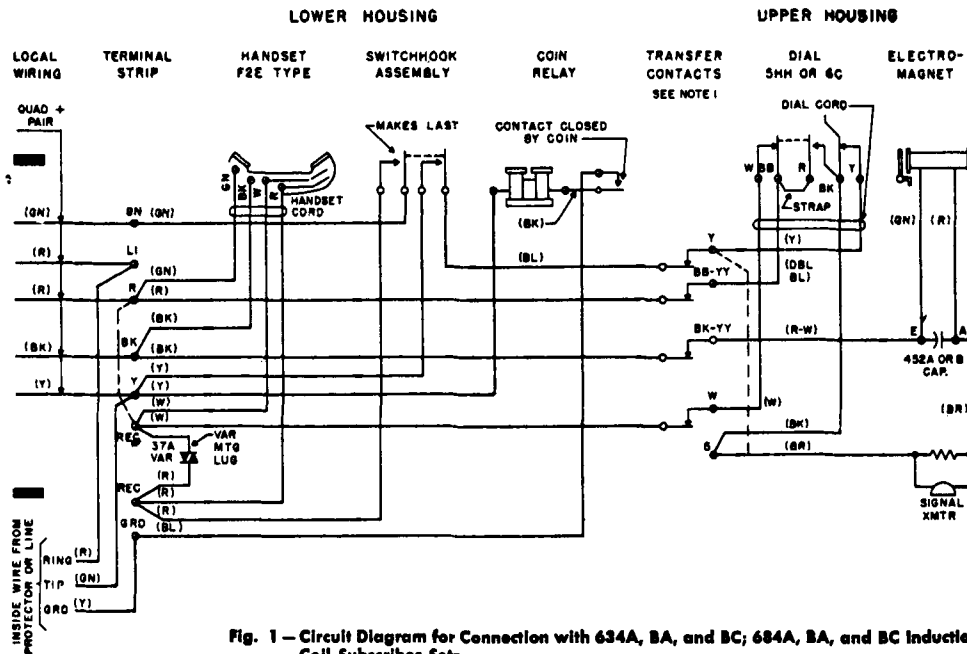 LOWER HOUSING
UPPER HOUSING
LOCAL WIRING
TERMINAL STRIP
HANDSET F2E TYPE
SWITCHHOOK ASSEMBLY
COIN RELAY
TRANSFER CONTACTS
SEE NOTE 1
DIAL 5HH OR 6C
ELECTRO-MAGNET
QUAD + PAIR
MAKES LAST
CONTACT CLOSED BY COIN
DIAL CORD
GN
BK
W
R
HANDSET CORD
W
BB
R
BK
Y
STRAP
(BK)
(GN)
(R)
(GN)
GN
(GN)
(R)
L1
(GN)
(BL)
Y
(Y)
(R)
R
(R)
BB-YY
(DBL BL)
(BK)
(BK)
BK
(BK)
BK-YY
(R-W)
E
Y
A
452A OR B CAP.
(Y)
(Y)
Y
(Y)
(W)
(W)
W
(W)
(BR)
REC
37A VAR
VAR MTG LUG
(BK)
6
(BR)
(R)
REC
(R)
(R)
SIGNAL XMTR
GRD
(BL)
INSIDE WIRE FROM PROTECTOR OR LINE
RING
(R)
TIP
(GN)
GRD
(Y)
Fig. 1 — Circuit Diagram for Connection with 634A, BA, and BC; 684A, BA, and BC Inductio
Coil Subscriber Sets